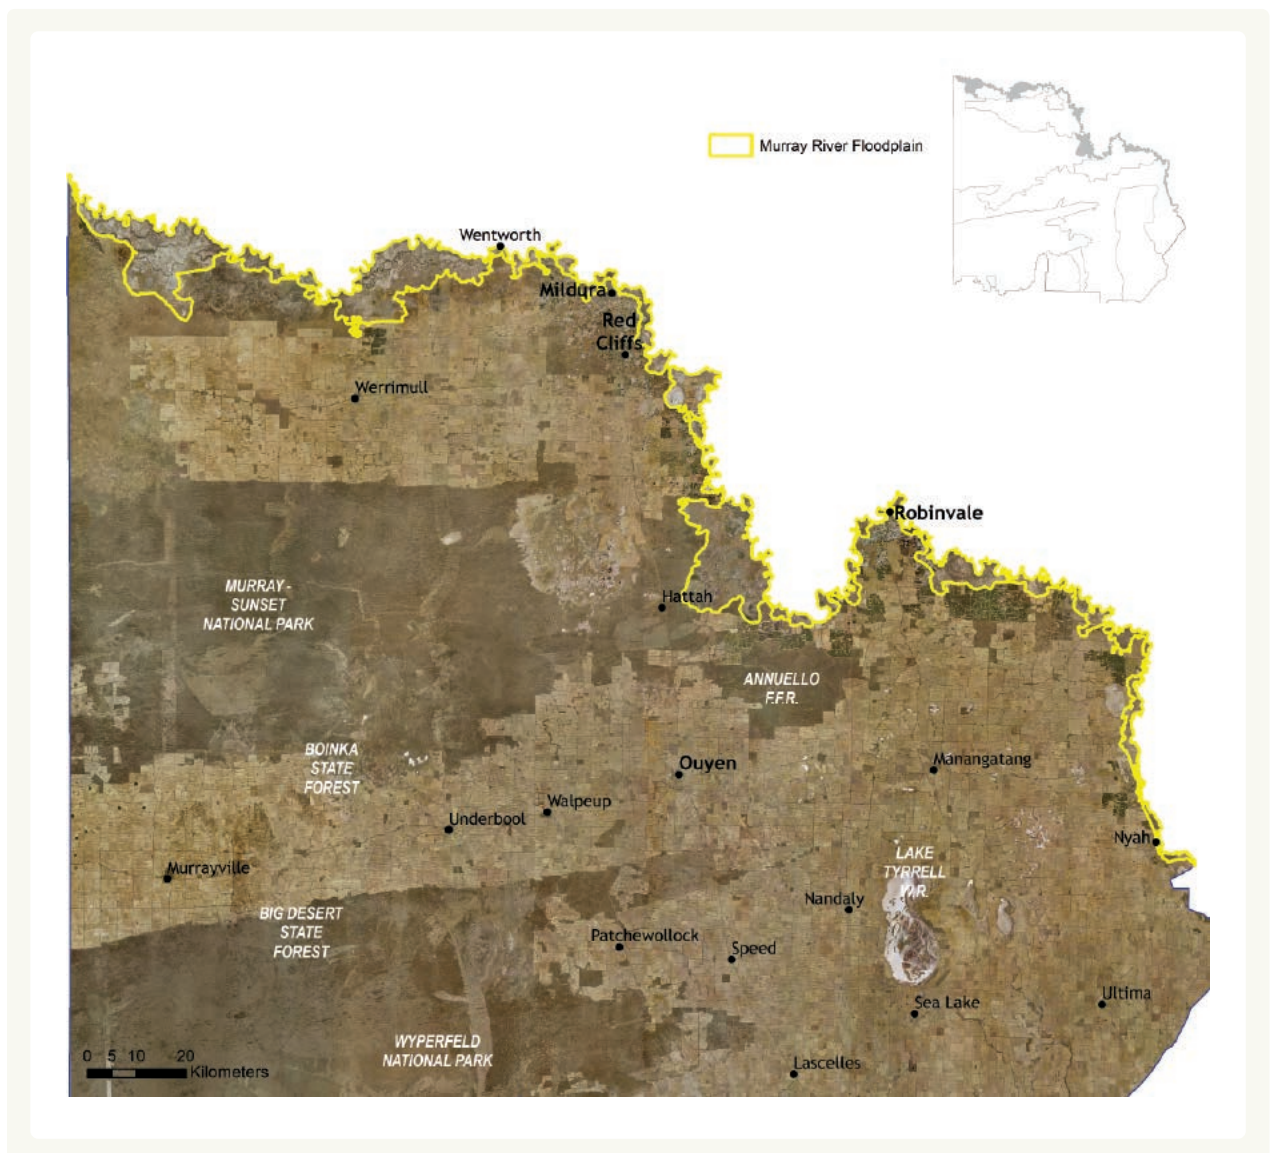 Murray River Floodplain
Wentworth
Mildura
Red
Cliffs
Werrimull
Robinvale
MURRAY -
SUNSET
NATIONAL PARK
Hattah
ANNUELLO
F.F.R.
BOINKA
STATE
FOREST
Ouyen
Manangatang
Walpeup
Underbool
Nyah
Murrayville
LAKE
TYRRELL
W.R.
Nandaly
BIG DESERT
STATE
FOREST
Patchewollock
Speed
Ultima
Sea Lake
WYPERFELD
NATIONAL PARK
Lascelles
0 5 10 20
Kilometers